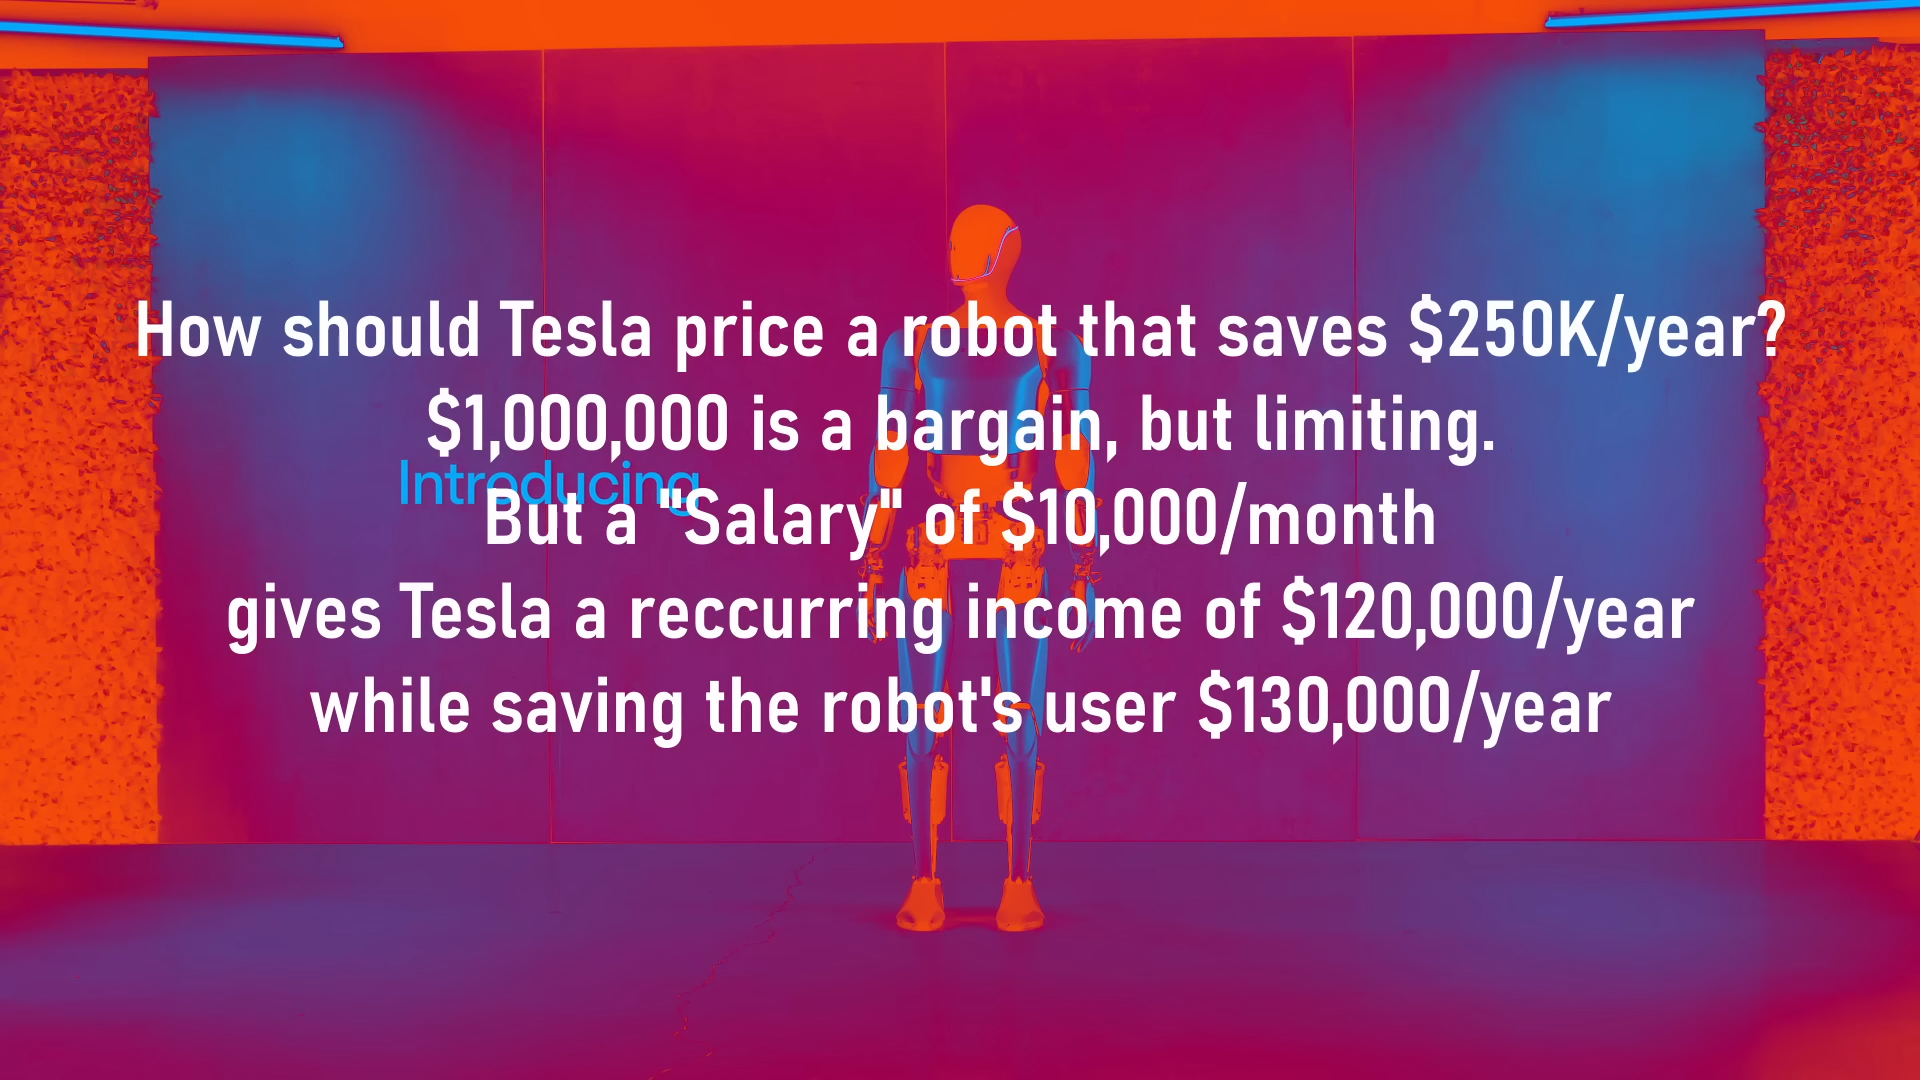 How should Tesla price a robot that saves $250K/year?
$1,000,000 is a bargain, but limiting.
Introducing
But a "Salary" of $10,000/month
gives Tesla a reccurring income of $120,000/year
while saving the robot's user $130,000/year